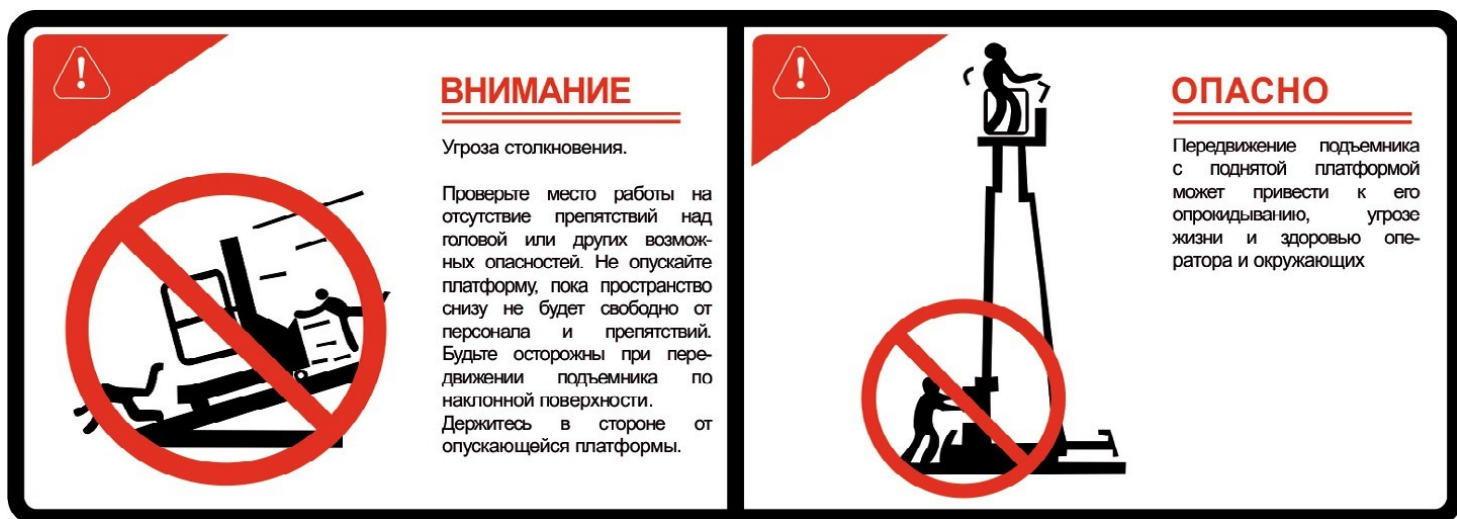 ВНИМАНИЕ
Угроза столкновения.
Проверьте место работы на
отсутствие препятствий над
головой или других возмож-
ных опасностей. Не опускайте
платформу, пока пространство
снизу не будет свободно от
персонала и препятствий.
Будьте осторожны при пере-
движении подъемника по
наклонной поверхности.
Держитесь в стороне от
опускающейся платформы.
ОПАСНО
Передвижение подъемника
с поднятой платформой
может привести к его
опрокидыванию, угрозе
жизни и здоровью опе-
ратора и окружающих